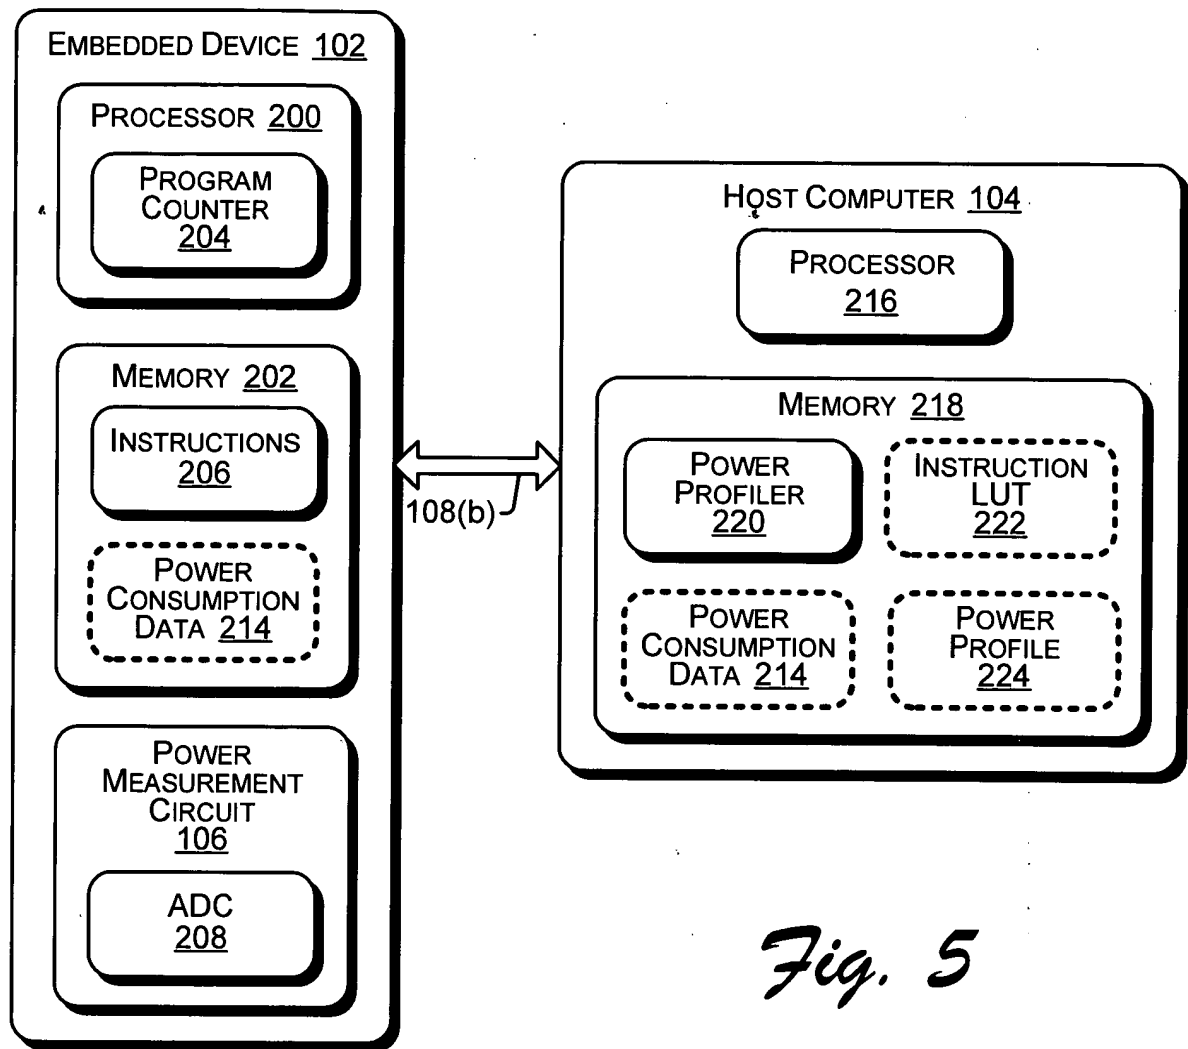 EMBEDDED DEVICE 102
PROCESSOR 200
PROGRAM
COUNTER
204
MEMORY 202
INSTRUCTIONS
206
POWER
CONSUMPTION
DATA 214
POWER
MEASUREMENT
CIRCUIT
106
ADC
208
108(b)
HOST COMPUTER 104
PROCESSOR
216
MEMORY 218
POWER
PROFILER
220
INSTRUCTION
LUT
222
POWER
CONSUMPTION
DATA 214
POWER
PROFILE
224
Fig. 5